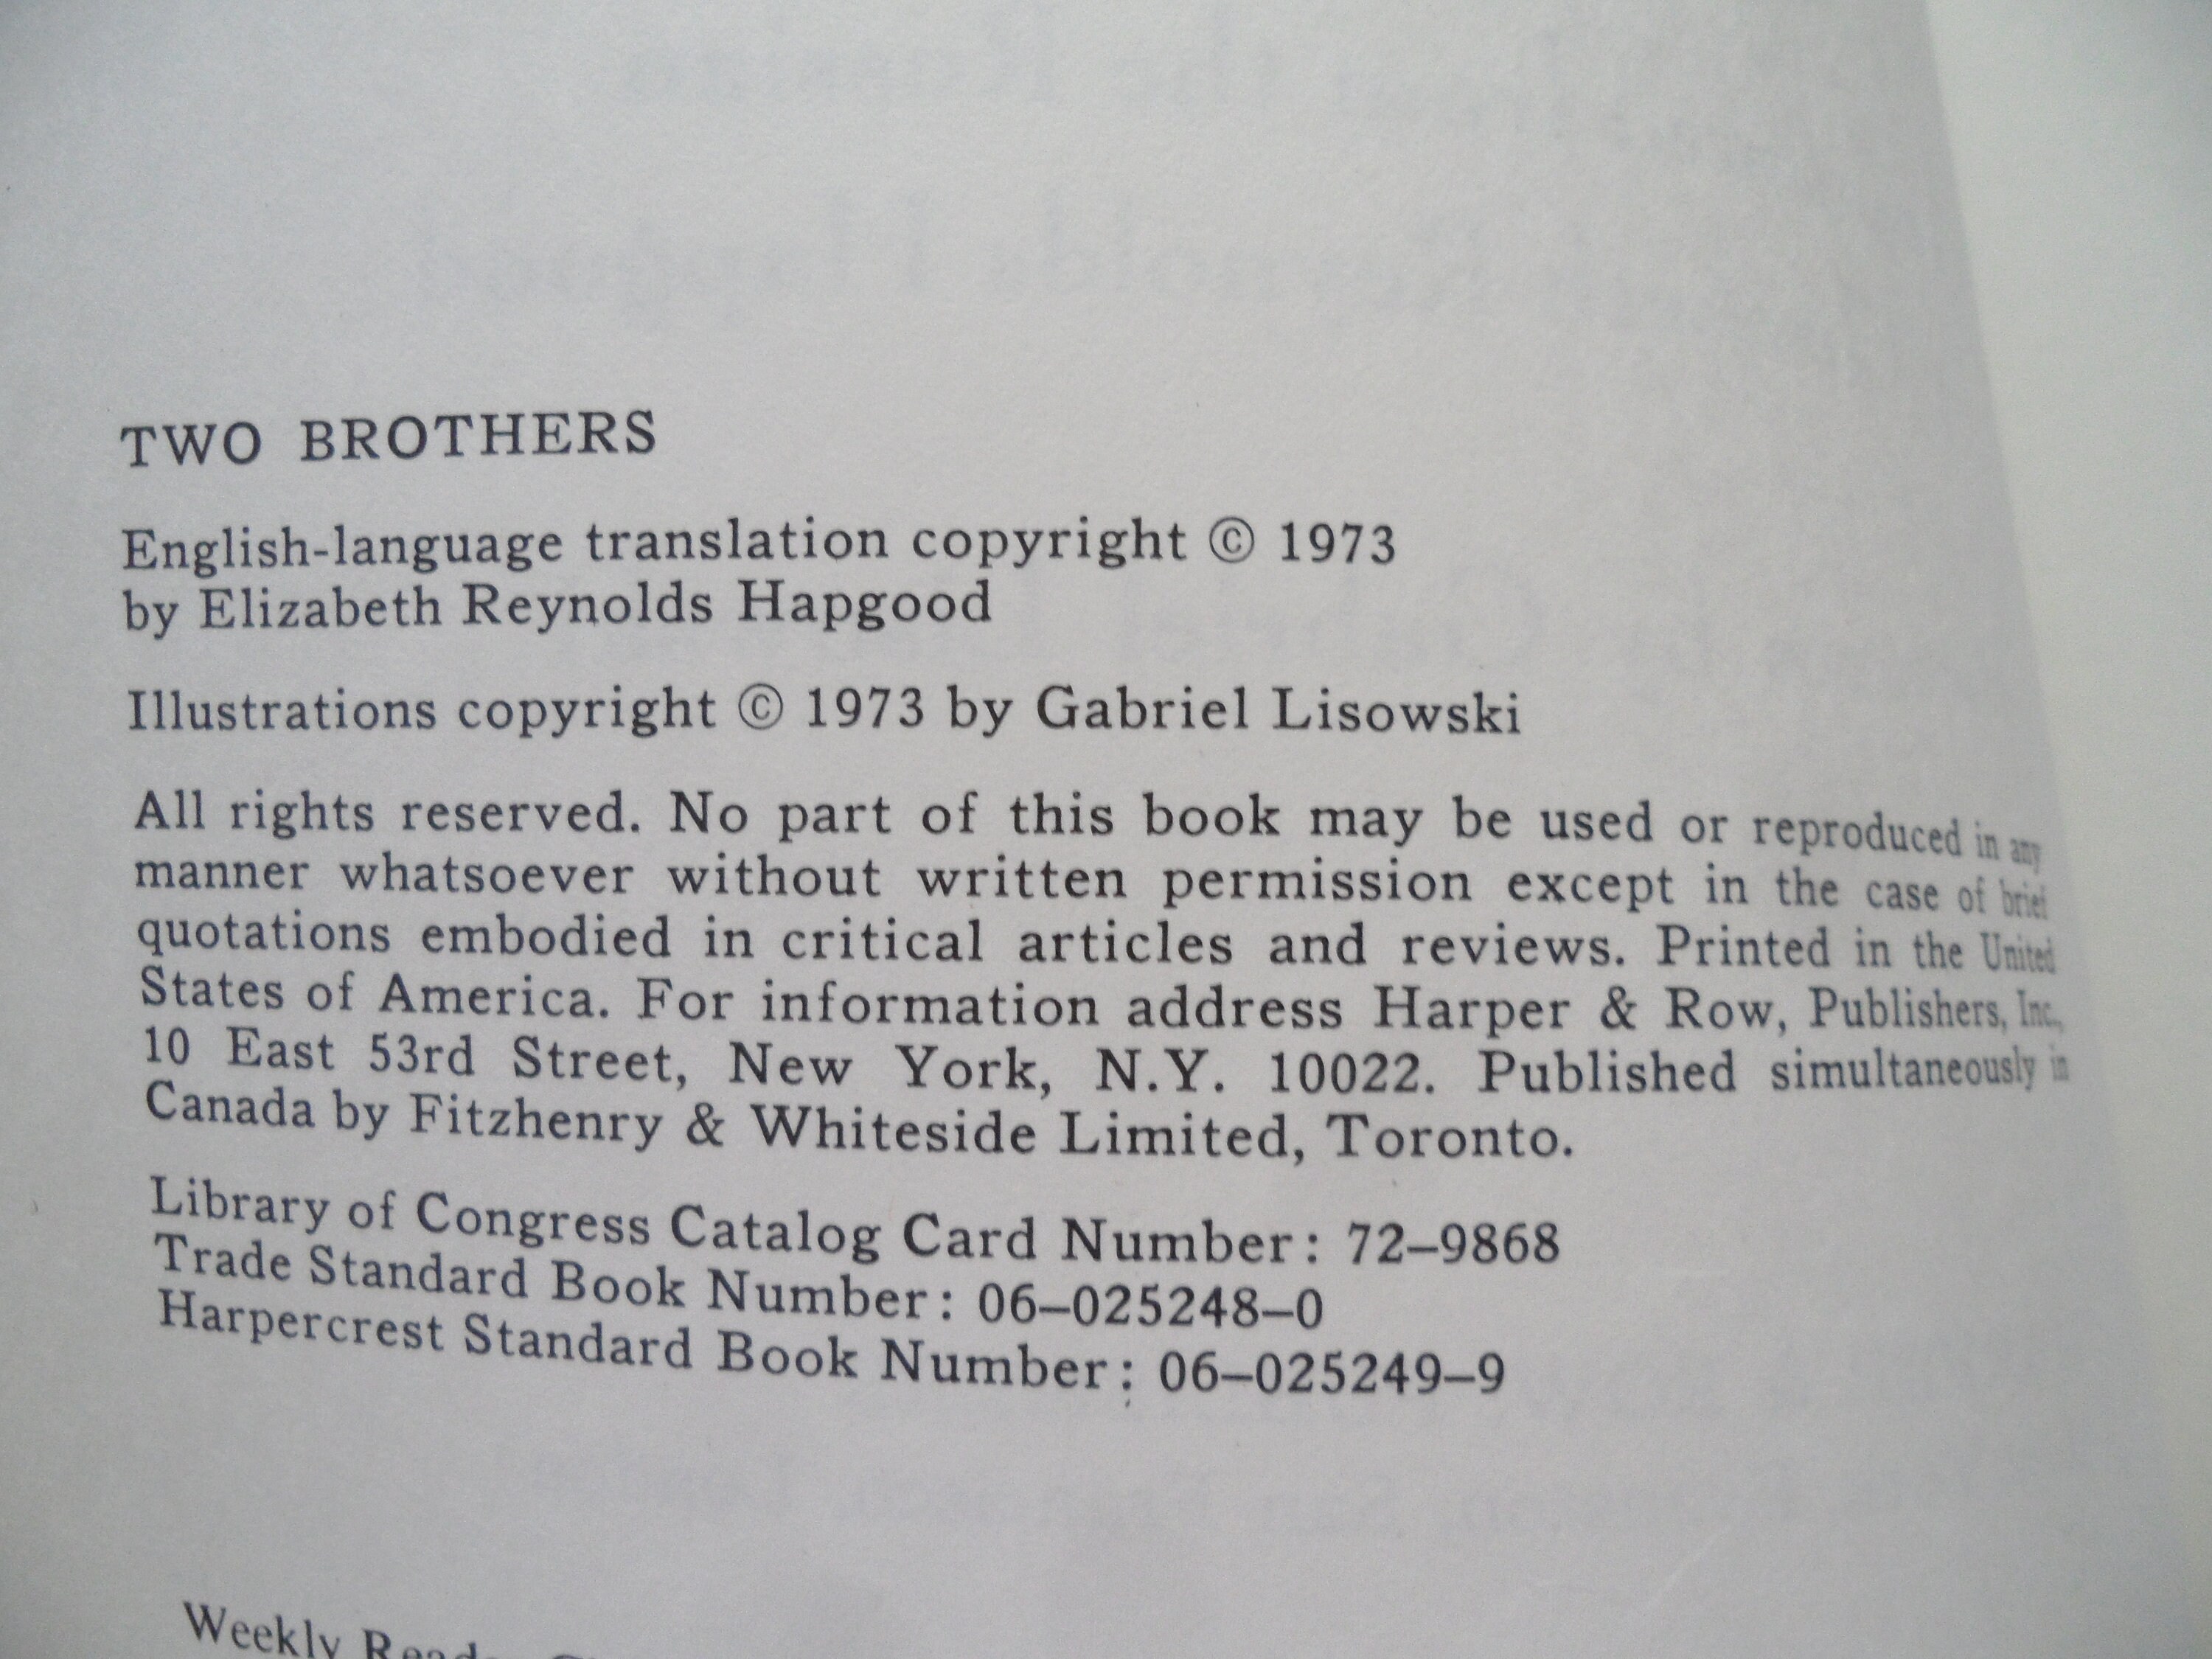 TWO BROTHERS
English-language translation copyright © 1973
by Elizabeth Reynolds Hapgood
Illustrations copyright © 1973 by Gabriel Lisowski
All rights reserved. No part of this book may be used or reproduced in any
manner whatsoever without written permission except in the case of brief
quotations embodied in critical articles and reviews. Printed in the United
States of America. For information address Harper & Row, Publishers, Inc.,
10 East 53rd Street, New York, N.Y. 10022. Published simultaneously in
Canada by Fitzhenry & Whiteside Limited, Toronto.
Library of Congress Catalog Card Number: 72–9868
Trade Standard Book Number: 06–025248–0
Harpercrest Standard Book Number: 06–025249–9
Weekly